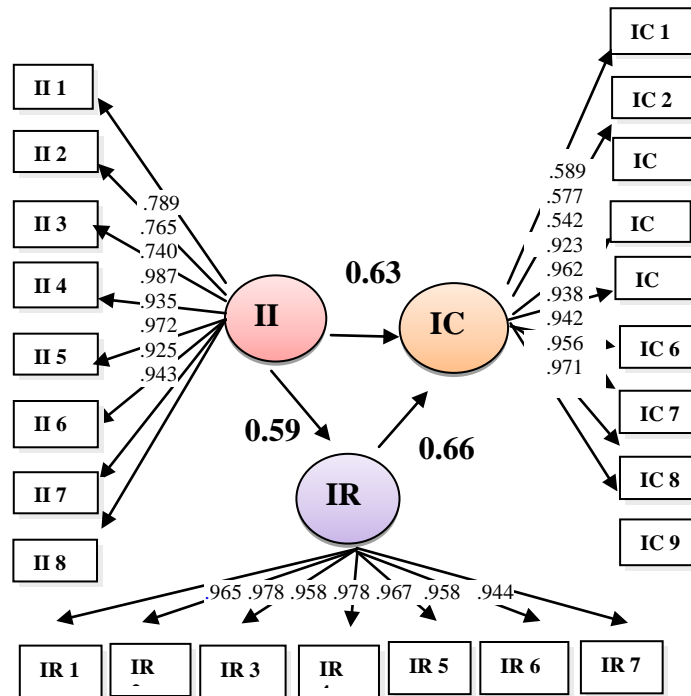 II 1
II 2
II 3
II 4
II 5
II 6
II 7
II 8
.789
.765
.740
.987
.935
.972
.925
.943
II
0.63
IC
0.59
0.66
IR
.589
.577
.542
.923
.962
.938
.942
.956
.971
IC 1
IC 2
IC
IC
IC
IC 6
IC 7
IC 8
IC 9
.965 .978 .958 .978 .967 .958 .944
IR 1
IR
IR 3
IR
IR 5
IR 6
IR 7